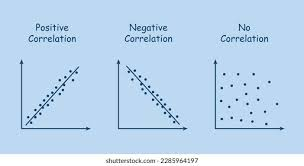 Positive
Correlation
Negative
Correlation
No
Correlation
shutterstock.com · 2285964197